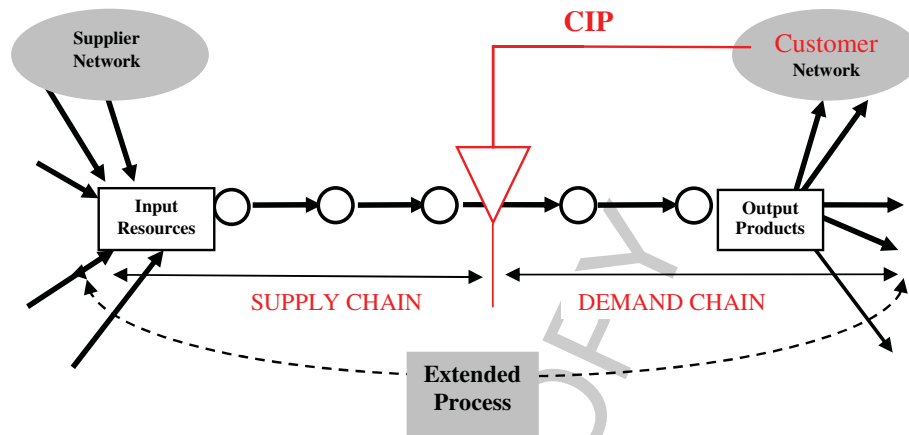 CIP
Supplier
Network
Customer
Network
Input
Resources
Output
Products
SUPPLY CHAIN
DEMAND CHAIN
Extended
Process